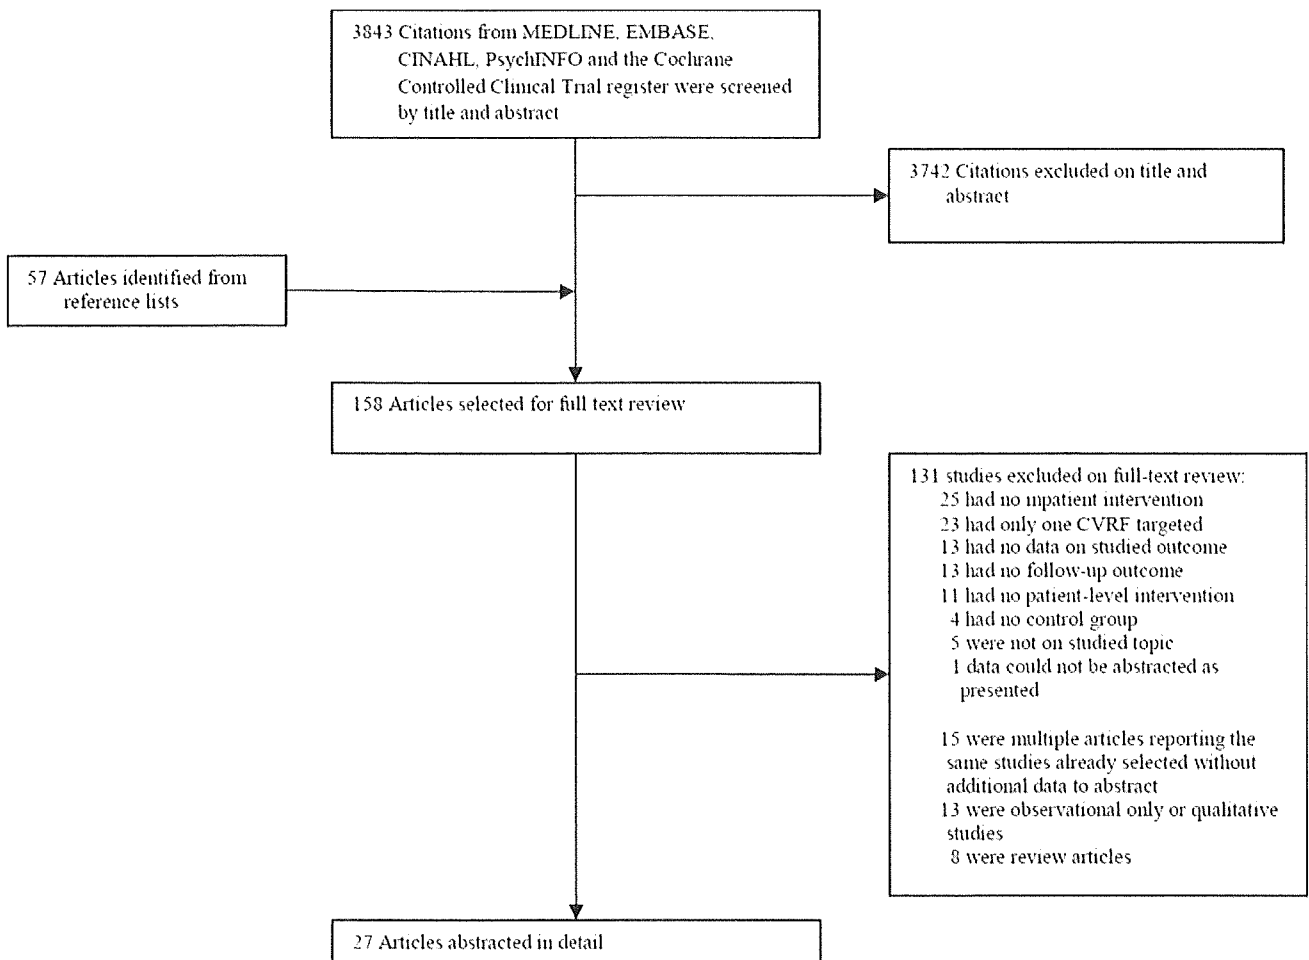 3843 Citations from MEDLINE, EMBASE,
CINAHL, PsychINFO and the Cochrane
Controlled Clinical Trial register were screened
by title and abstract
3742 Citations excluded on title and
abstract
57 Articles identified from
reference lists
158 Articles selected for full text review
131 studies excluded on full-text review:
25 had no inpatient intervention
23 had only one CVRF targeted
13 had no data on studied outcome
13 had no follow-up outcome
11 had no patient-level intervention
4 had no control group
5 were not on studied topic
1 data could not be abstracted as
presented
15 were multiple articles reporting the
same studies already selected without
additional data to abstract
13 were observational only or qualitative
studies
8 were review articles
27 Articles abstracted in detail